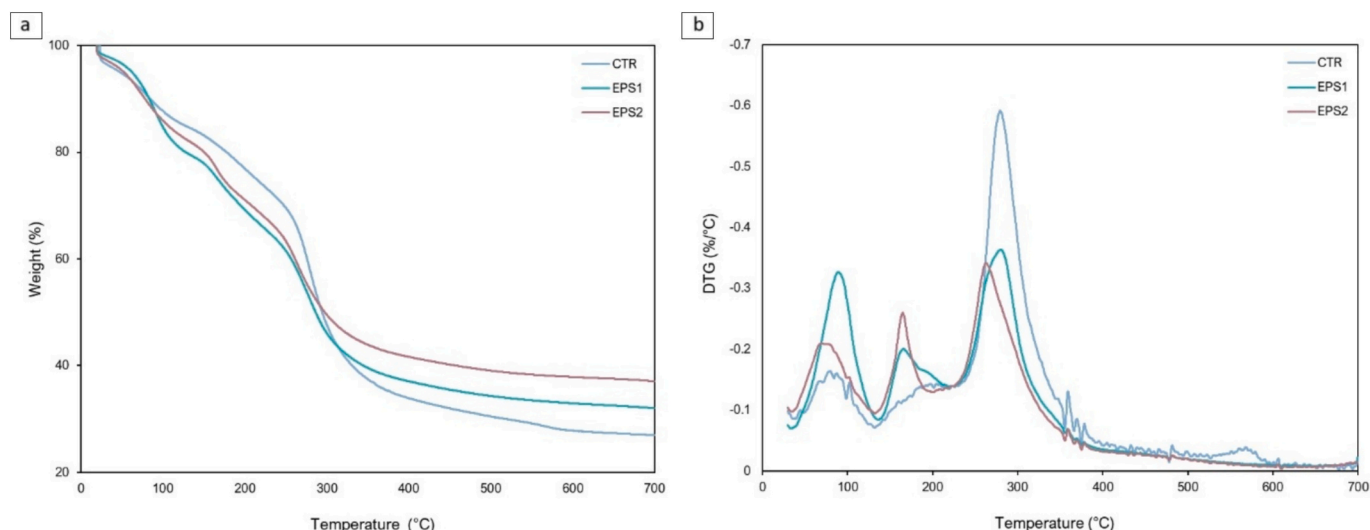 a
100
80
60
40
20
Weight (%)
CTR
EPS1
EPS2
0 100 200 300 400 500 600 700
Temperature (°C)
b
-0.7
-0.6
-0.5
-0.4
-0.3
-0.2
-0.1
0
DTG (%/°C)
CTR
EPS1
EPS2
0 100 200 300 400 500 600 700
Temperature (°C)